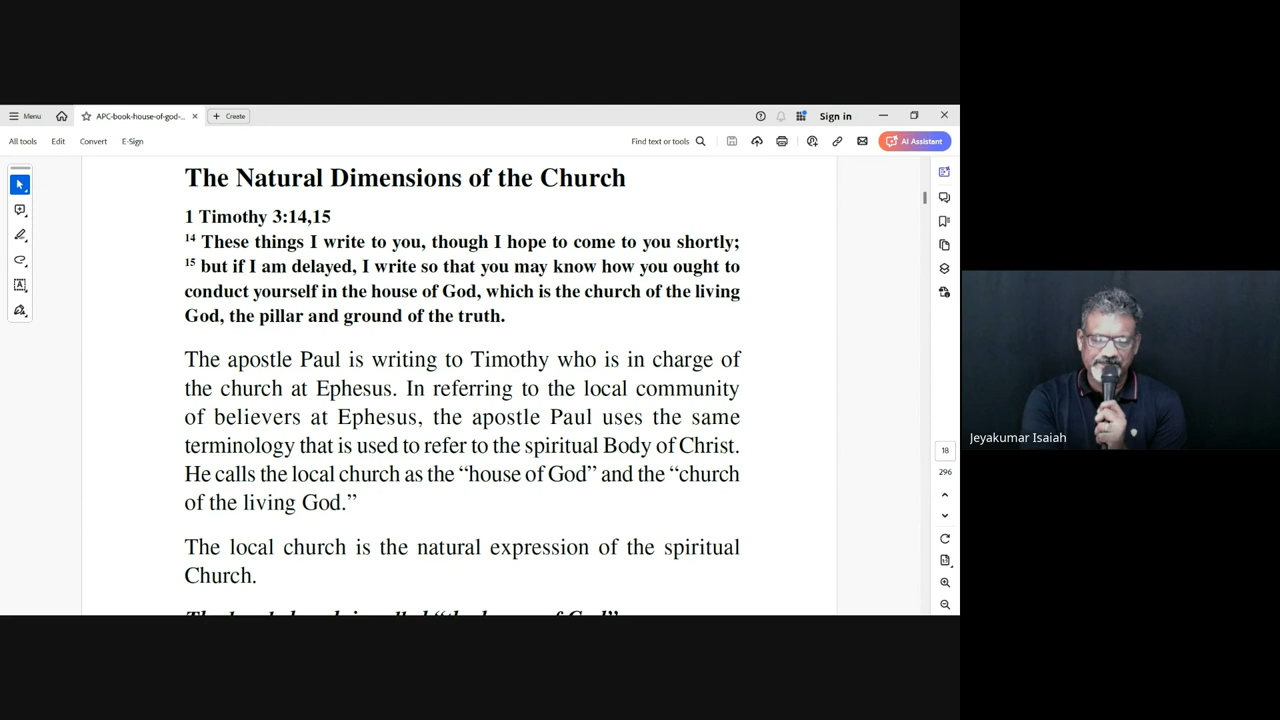 Menu
APC-book-house-of-god-...
Create
Sign in
All tools
Edit
Convert
E-Sign
Find text or tools
AI Assistant
The Natural Dimensions of the Church
1 Timothy 3:14,15
14 These things I write to you, though I hope to come to you shortly;
15 but if I am delayed, I write so that you may know how you ought to
conduct yourself in the house of God, which is the church of the living
God, the pillar and ground of the truth.
The apostle Paul is writing to Timothy who is in charge of
the church at Ephesus. In referring to the local community
of believers at Ephesus, the apostle Paul uses the same
terminology that is used to refer to the spiritual Body of Christ.
He calls the local church as the “house of God” and the “church
of the living God.”
The local church is the natural expression of the spiritual
Church.
18
296
Jeyakumar Isaiah